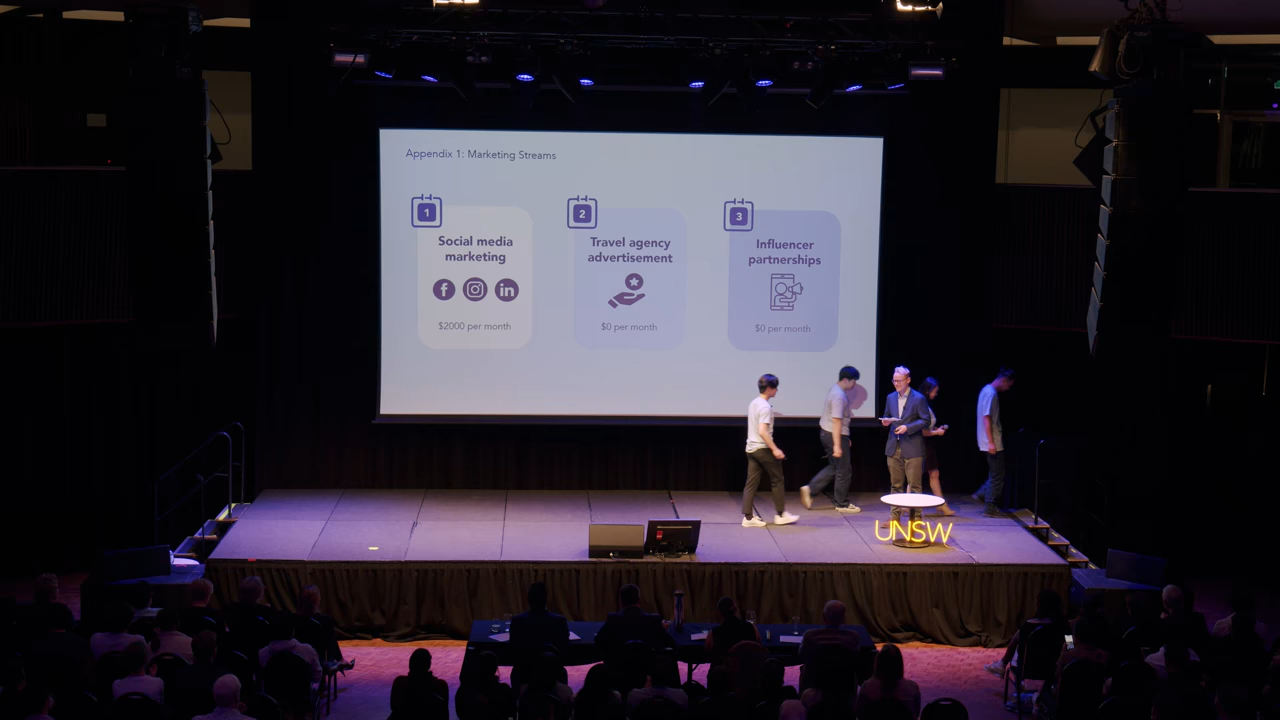 Appendix 1: Marketing Streams
1
Social media
marketing
$2000 per month
2
Travel agency
advertisement
$0 per month
3
Influencer
partnerships
$0 per month
UNSW